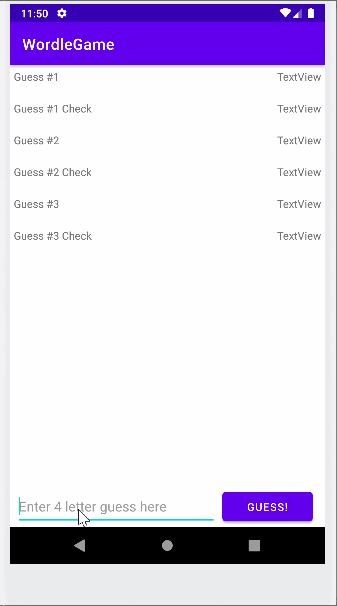 11:50
WordleGame
Guess #1 TextView
Guess #1 Check TextView
Guess #2 TextView
Guess #2 Check TextView
Guess #3 TextView
Guess #3 Check TextView
Enter 4 letter guess here GUESS!